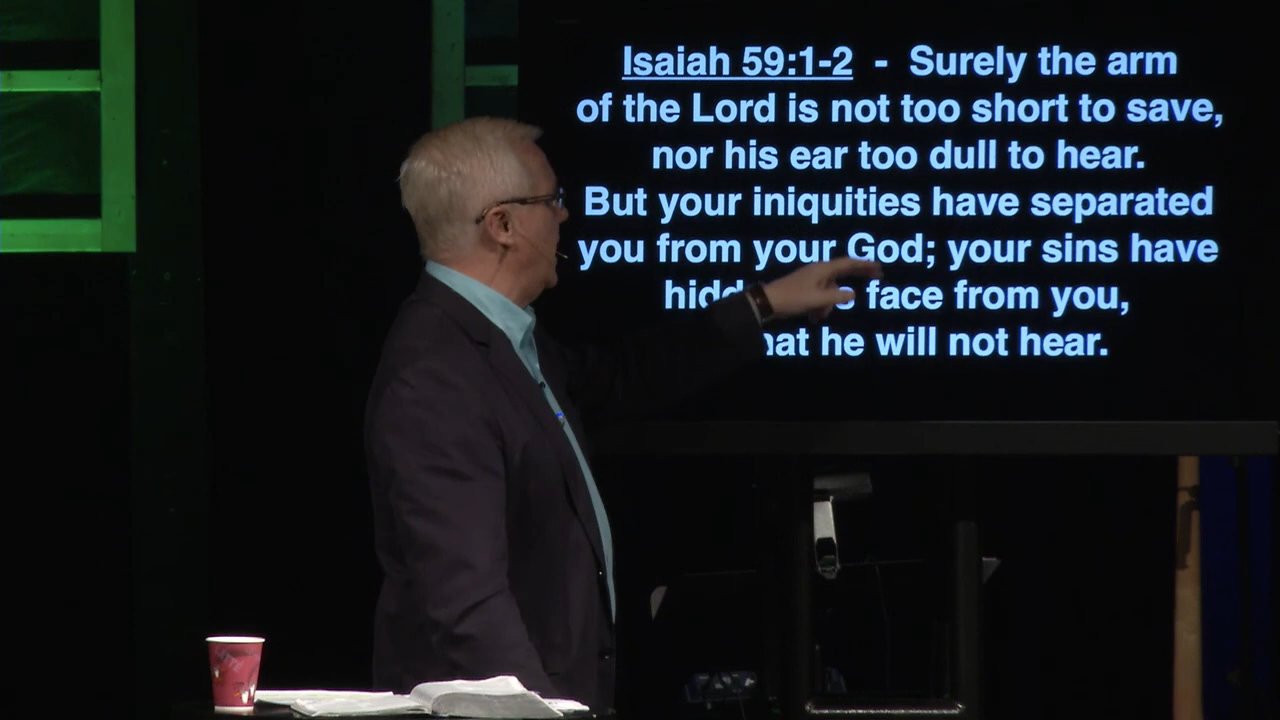 Isaiah 59:1-2 - Surely the arm
of the Lord is not too short to save,
nor his ear too dull to hear.
But your iniquities have separated
you from your God; your sins have
face from you,
he will not hear.